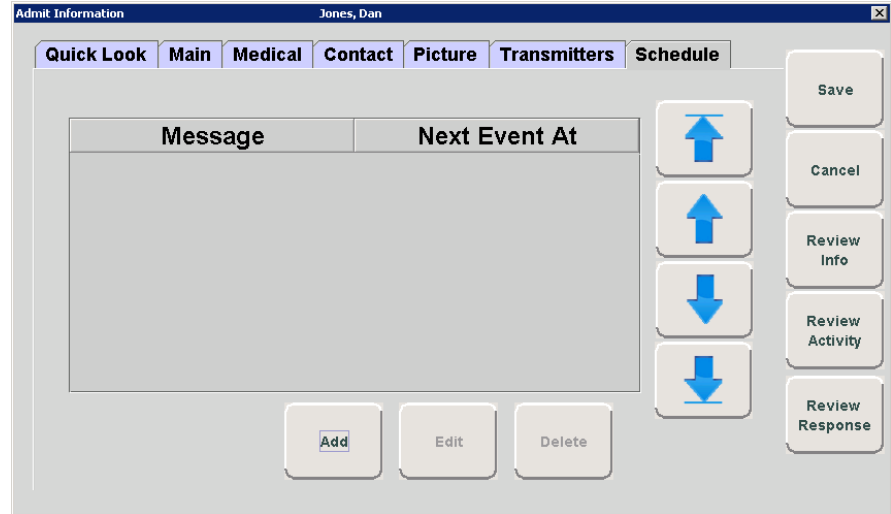 Admit Information Jones, Dan
Quick Look Main Medical Contact Picture Transmitters Schedule
Message Next Event At
Save
Cancel
Review
Info
Review
Activity
Review
Response
Add Edit Delete